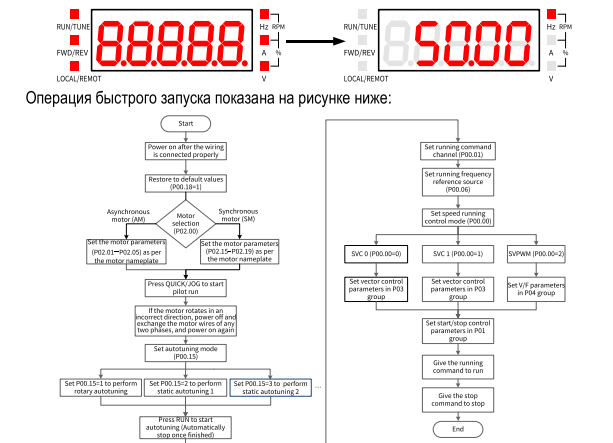 RUN/TUNE
FWD/REV
LOCAL/REMOT
8.8.8.8.8.
Hz
RPM
A
%
V
RUN/TUNE
FWD/REV
LOCAL/REMOT
50.00
Hz
RPM
A
%
V
Операция быстрого запуска показана на рисунке ниже:
Start
Power on after the wiring
is connected properly
Restore to default values
(P00.18=1)
Asynchronous
motor (AM)
Motor
selection
(P02.00)
Synchronous
motor (SM)
Set the motor parameters
(P02.01—P02.05) as per
the motor nameplate
Set the motor parameters
(P02.15—P02.19) as per
the motor nameplate
Press QUICK/JOG to start
pilot run
If the motor rotates in an
incorrect direction, power off and
exchange the motor wires of any
two phases, and power on again
Set autotuning mode
(P00.15)
Set P00.15=1 to perform
rotary autotuning
Set P00.15=2 to perform
static autotuning 1
Set P00.15=3 to perform
static autotuning 2
...
Press RUN to start
autotuning (Automatically
stop once finished)
Set running command
channel (P00.01)
Set running frequency
reference source
(P00.06)
Set speed running
control mode (P00.00)
SVC 0 (P00.00=0)
SVC 1 (P00.00=1)
SVPWM (P00.00=2)
Set vector control
parameters in P03
group
Set vector control
parameters in P03
group
Set V/F parameters
in P04 group
Set start/stop control
parameters in P01
group
Give the running
command to run
Give the stop
command to stop
End